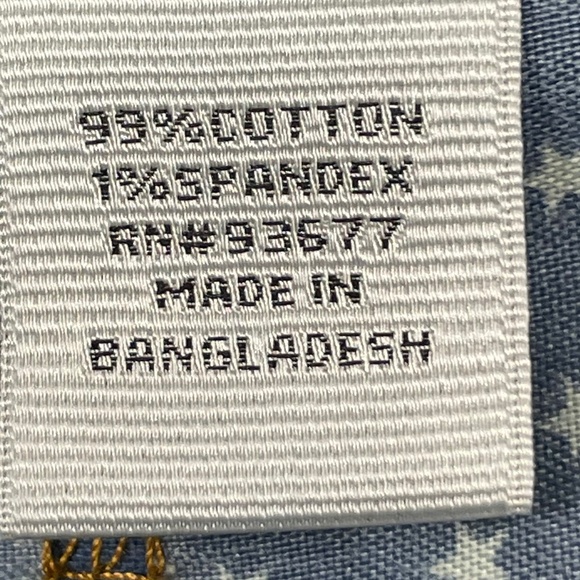 99%COTTON
1%SPANDEX
RN#93677
MADE IN
BANGLADESH